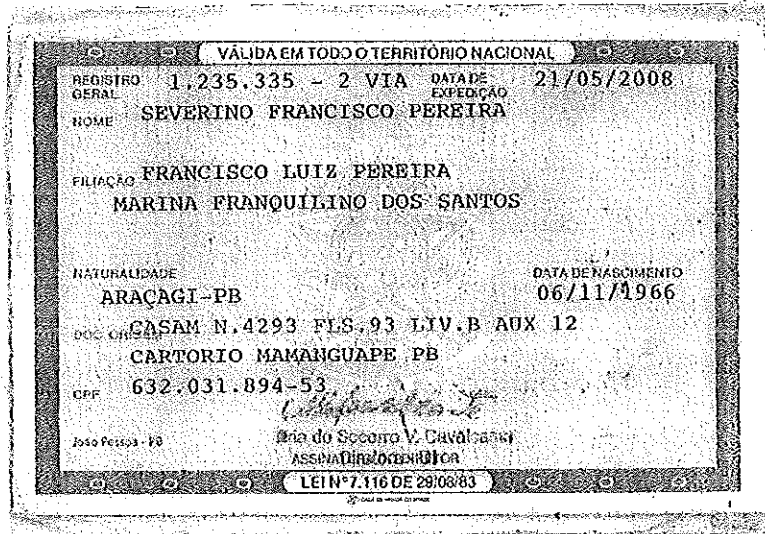 VÁLIDA EM TODO O TERRITÓRIO NACIONAL
REGISTRO GERAL 1.235.335 - 2 VIA DATA DE EXPEDIÇÃO 21/05/2008
NOME SEVERINO FRANCISCO PEREIRA
FILIAÇÃO FRANCISCO LUIZ PEREIRA
MARINA FRANQUILINO DOS SANTOS
NATURALIDADE DATA DE NASCIMENTO
ARAÇAGI-PB 06/11/1966
DOC ORIGEM CASAM N.4293 FLS.93 LIV.B AUX 12
CARTORIO MAMANGUAPE PB
CPF 632.031.894-53
João Pessoa - PB do Socorro V. Cavalcanti
LEI Nº 7.116 DE 29/08/83